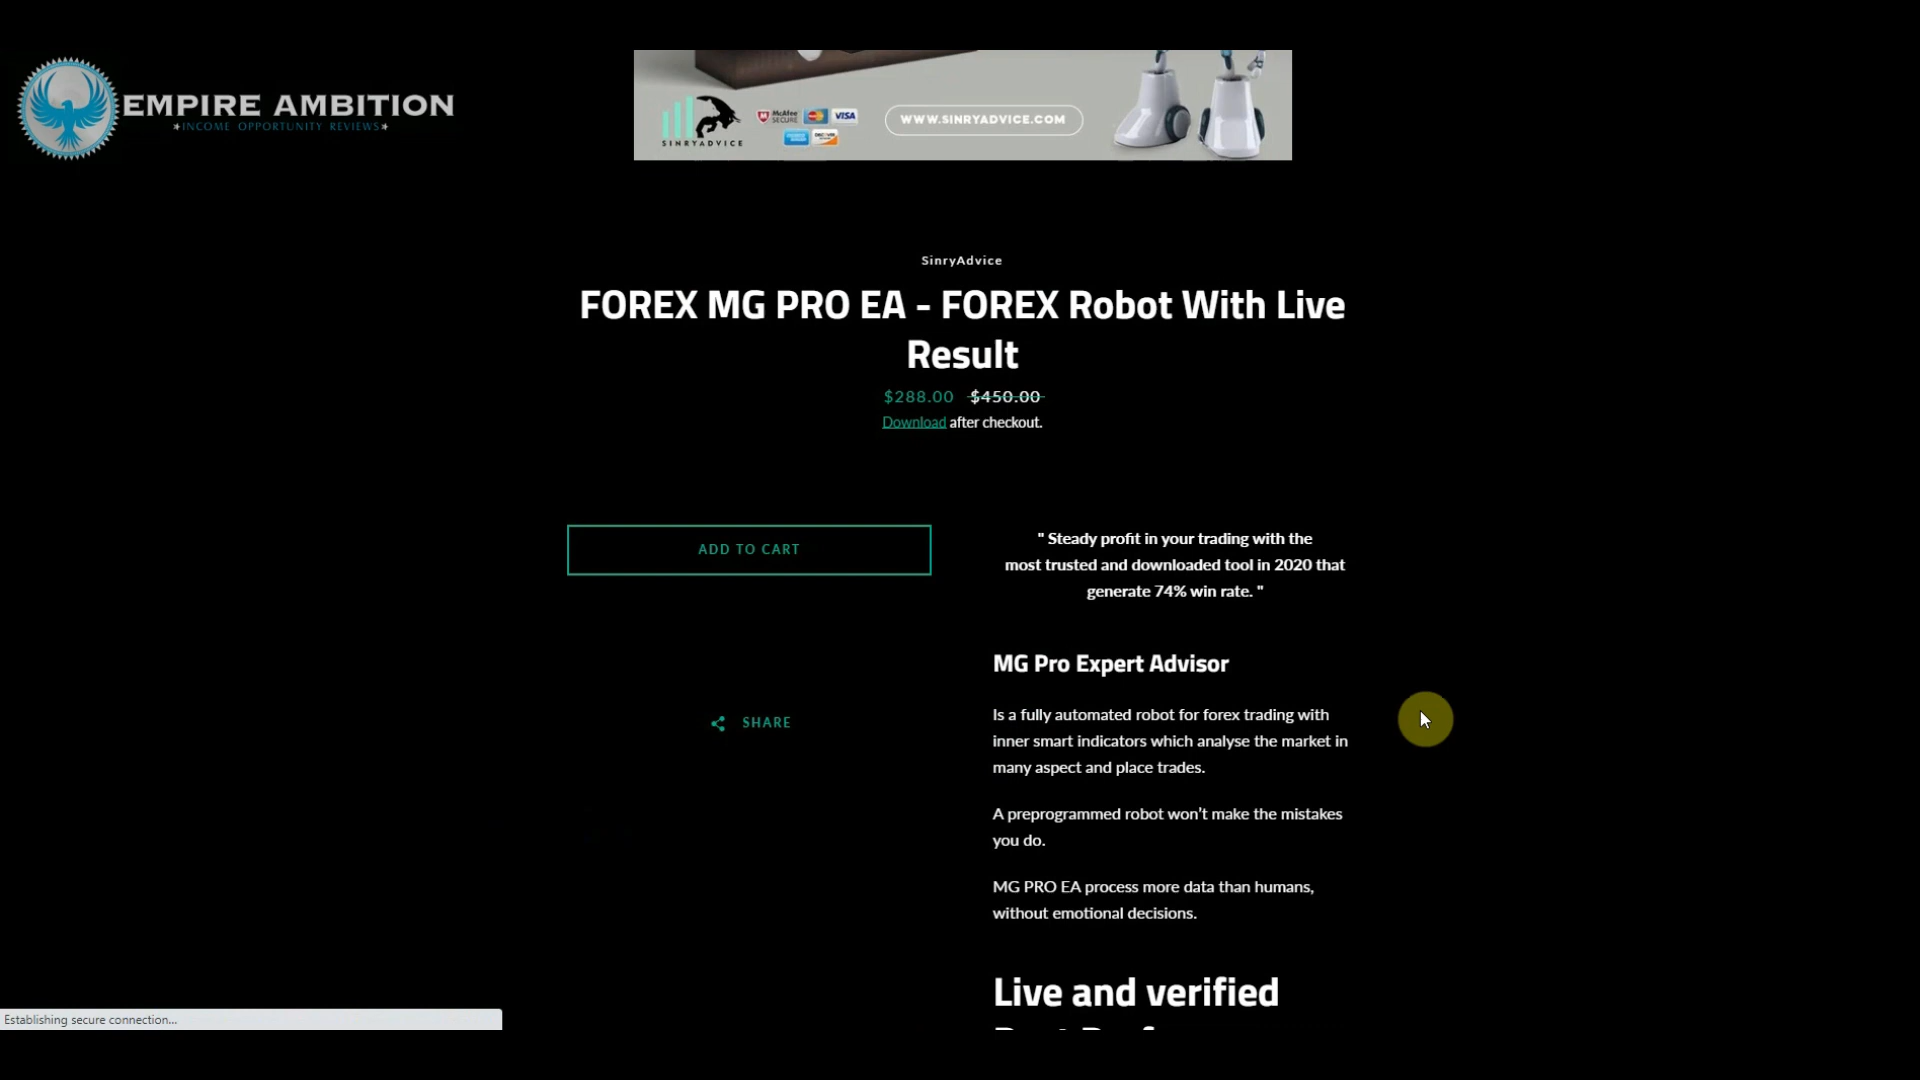 EMPIRE AMBITION
★INCOME OPPORTUNITY REVIEWS★
SINRYADVICE
McAfee
SECURE
VISA
DISCOVER
WWW.SINRYADVICE.COM
SinryAdvice
FOREX MG PRO EA - FOREX Robot With Live
Result
$288.00 $450.00
Download after checkout.
ADD TO CART
SHARE
" Steady profit in your trading with the
most trusted and downloaded tool in 2020 that
generate 74% win rate. "
MG Pro Expert Advisor
Is a fully automated robot for forex trading with
inner smart indicators which analyse the market in
many aspect and place trades.
A preprogrammed robot won’t make the mistakes
you do.
MG PRO EA process more data than humans,
without emotional decisions.
Live and verified
Establishing secure connection...